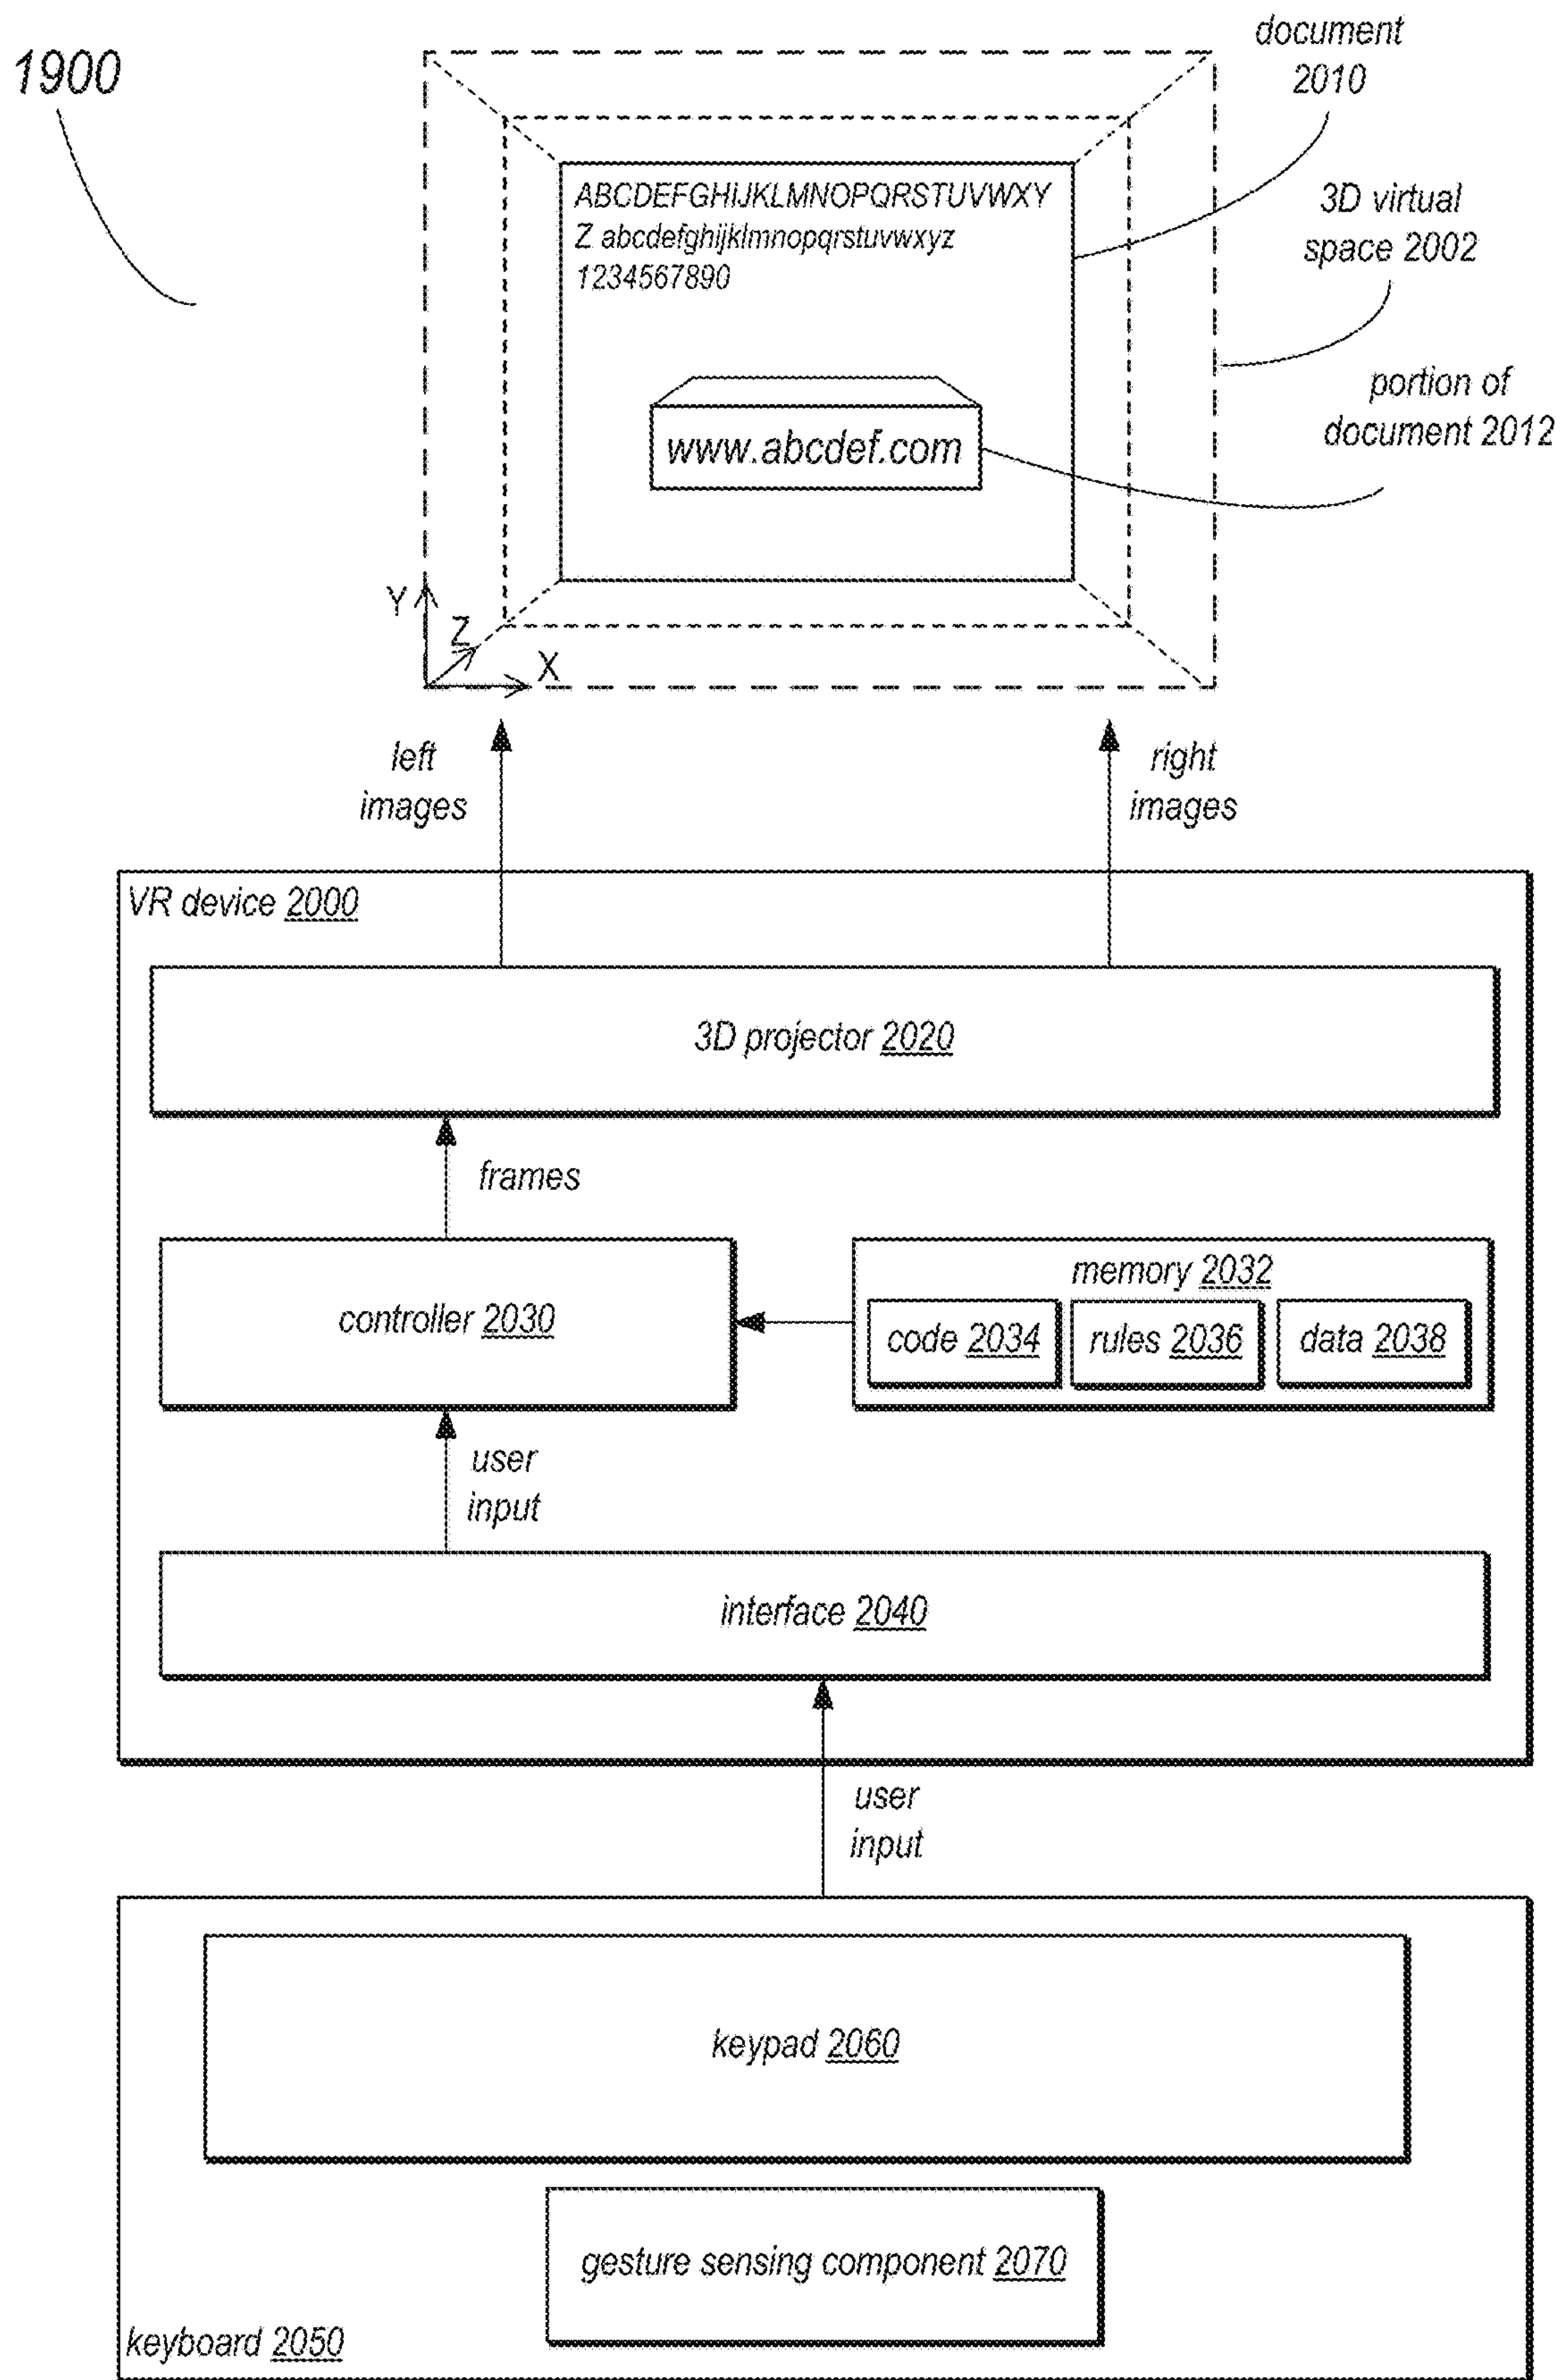 1900
document
2010
3D virtual
space 2002
portion of
document 2012
ABCDEFGHIJKLMNOPQRSTUVWXY
Z abcdefghijklmnopqrstuvwxyz
1234567890
www.abcdef.com
Y
Z
X
left
images
right
images
VR device 2000
3D projector 2020
frames
controller 2030
memory 2032
code 2034
rules 2036
data 2038
user
input
interface 2040
user
input
keypad 2060
gesture sensing component 2070
keyboard 2050